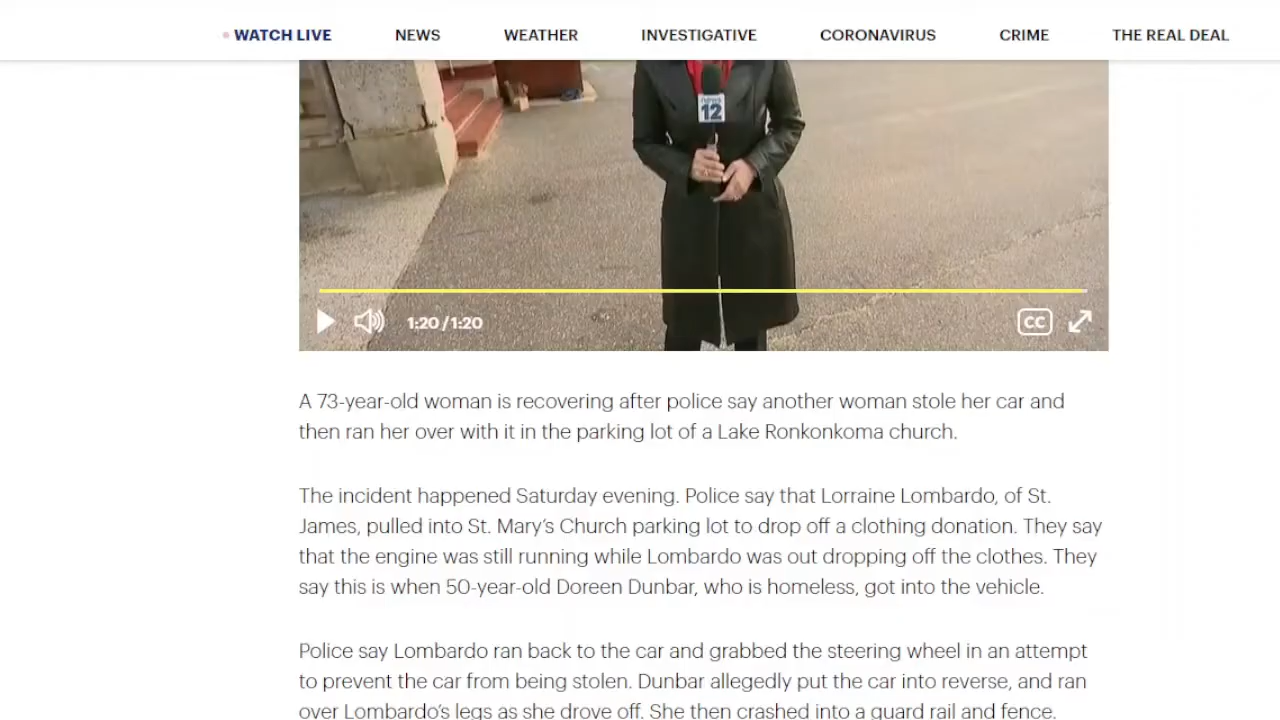 WATCH LIVE NEWS WEATHER INVESTIGATIVE CORONAVIRUS CRIME THE REAL DEAL
news
12
1:20 / 1:20 CC
A 73-year-old woman is recovering after police say another woman stole her car and
then ran her over with it in the parking lot of a Lake Ronkonkoma church.
The incident happened Saturday evening. Police say that Lorraine Lombardo, of St.
James, pulled into St. Mary’s Church parking lot to drop off a clothing donation. They say
that the engine was still running while Lombardo was out dropping off the clothes. They
say this is when 50-year-old Doreen Dunbar, who is homeless, got into the vehicle.
Police say Lombardo ran back to the car and grabbed the steering wheel in an attempt
to prevent the car from being stolen. Dunbar allegedly put the car into reverse, and ran
over Lombardo’s legs as she drove off. She then crashed into a guard rail and fence.